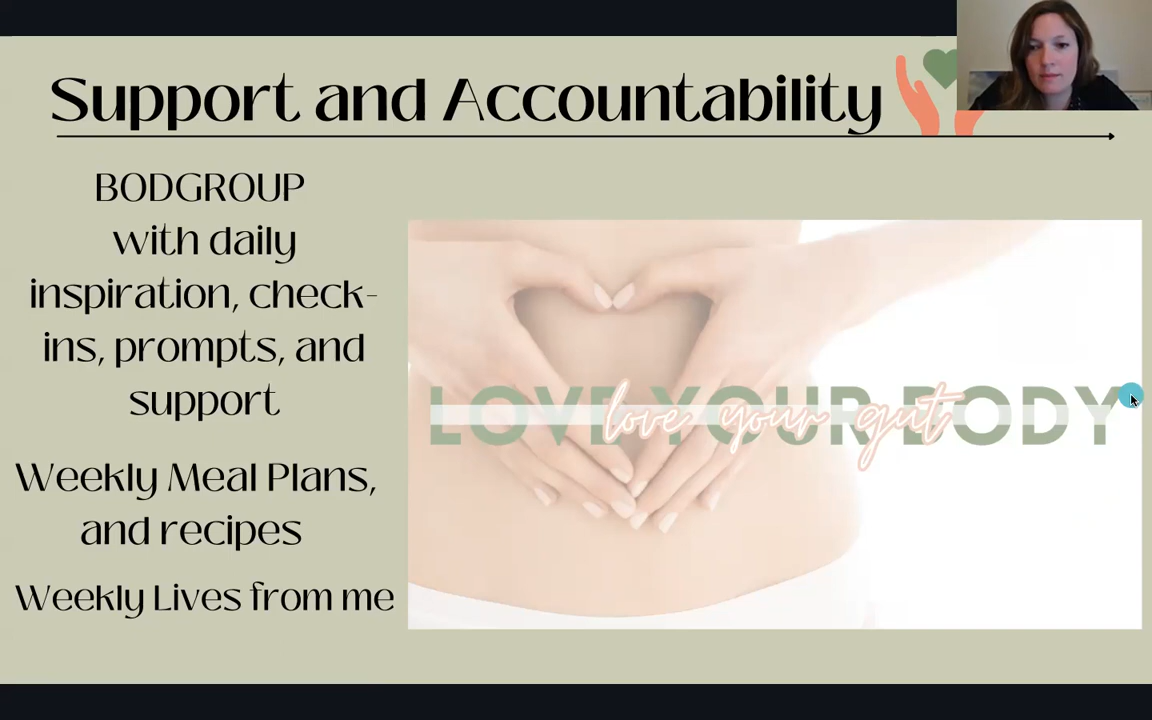 Support and Accountability
BODGROUP
with daily
inspiration, check-
ins, prompts, and
support
Weekly Meal Plans,
and recipes
Weekly Lives from me
LOVE YOUR BODY
love your gut